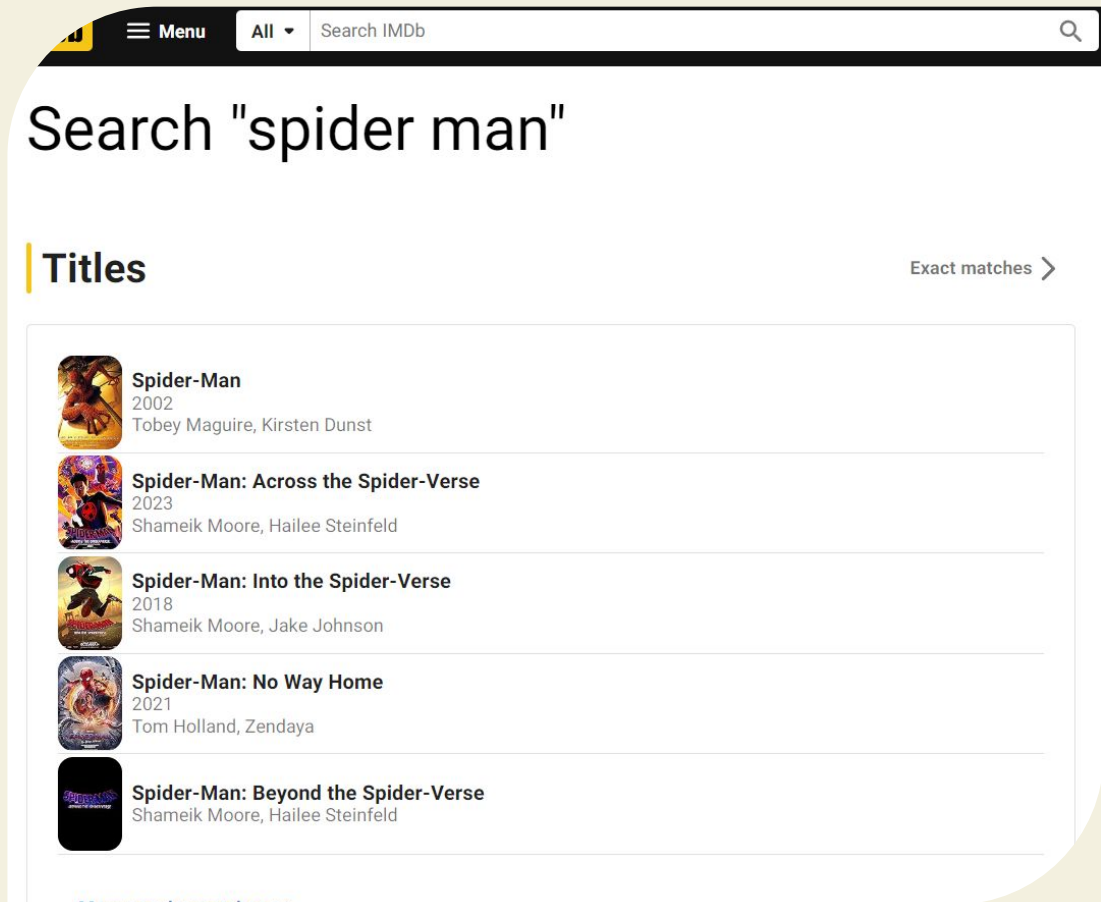 Menu
All
Search IMDb
Search "spider man"
Titles
Exact matches
Spider-Man
2002
Tobey Maguire, Kirsten Dunst
Spider-Man: Across the Spider-Verse
2023
Shameik Moore, Hailee Steinfeld
Spider-Man: Into the Spider-Verse
2018
Shameik Moore, Jake Johnson
Spider-Man: No Way Home
2021
Tom Holland, Zendaya
Spider-Man: Beyond the Spider-Verse
Shameik Moore, Hailee Steinfeld